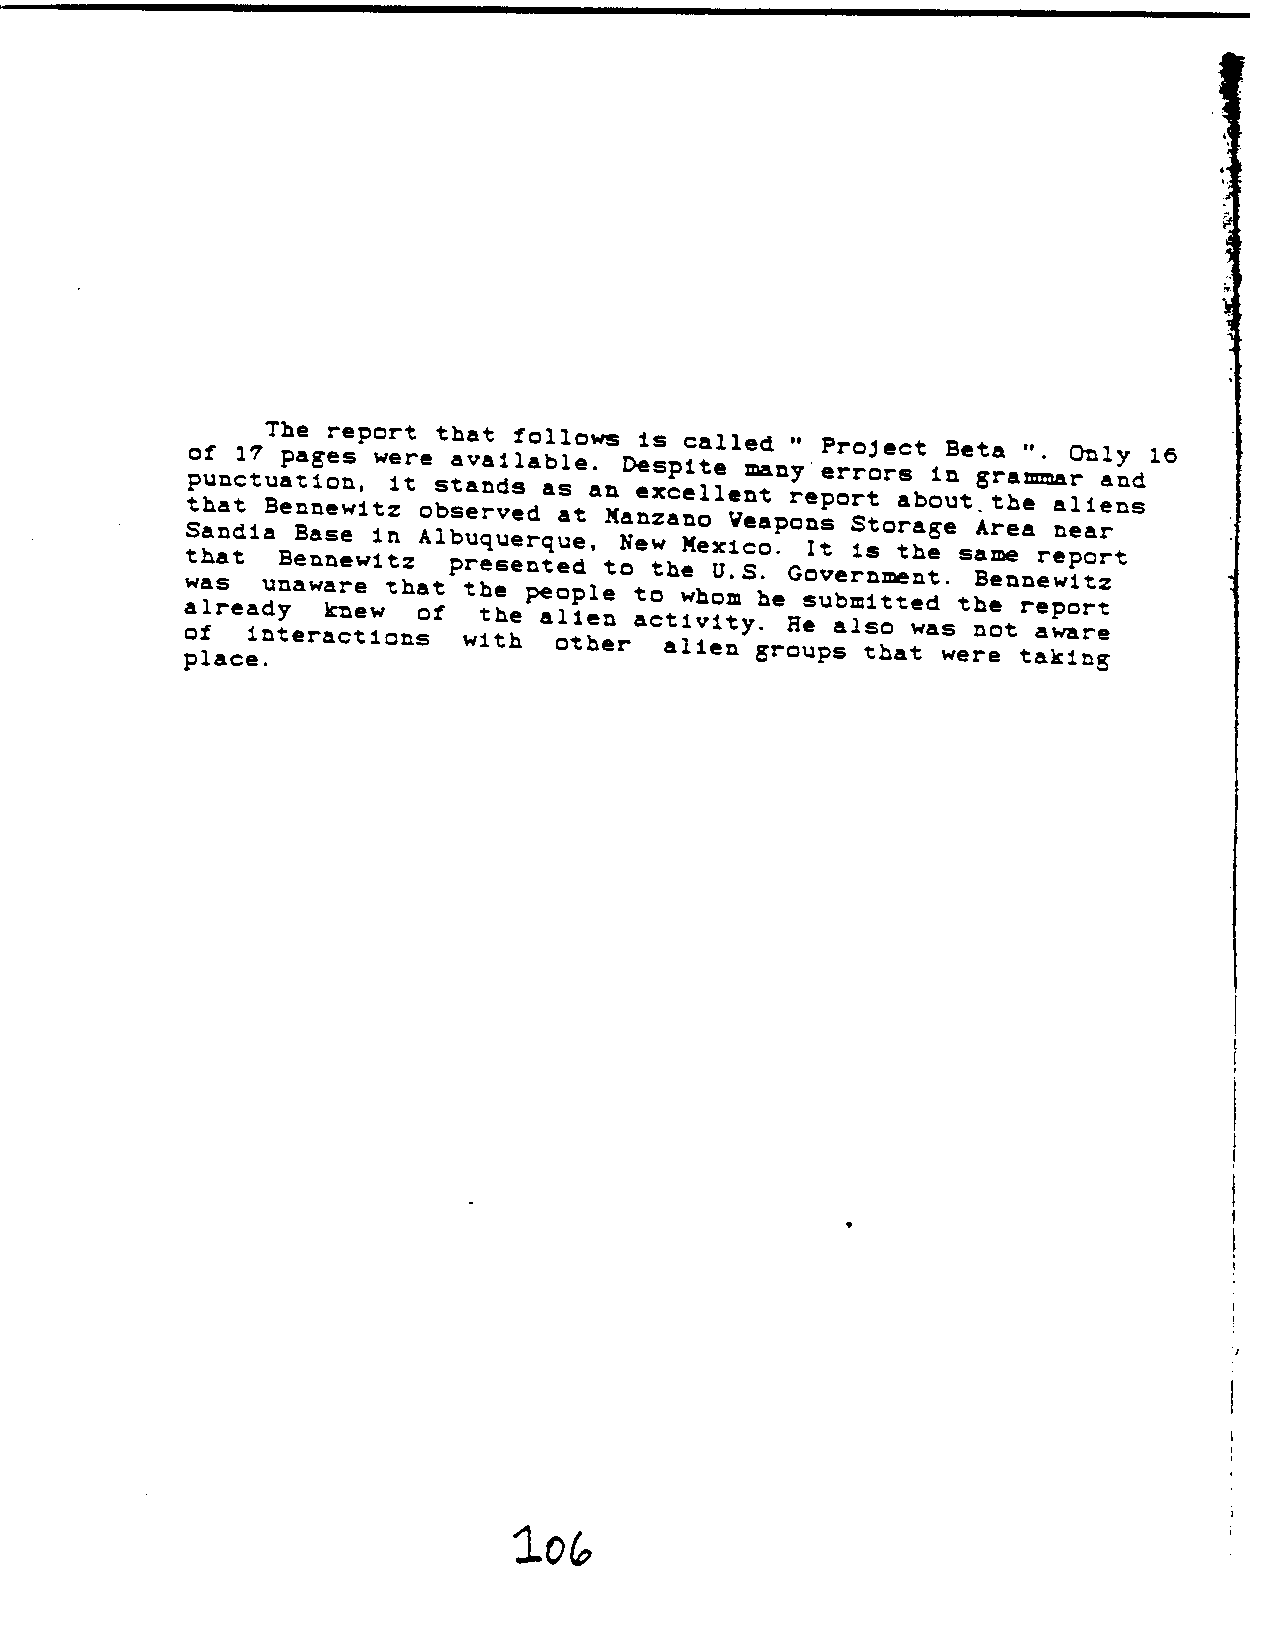 The report that follows is called " Project Beta ". Only 16
of 17 pages were available. Despite many errors in grammar and
punctuation, it stands as an excellent report about the aliens
that Bennewitz observed at Manzano Weapons Storage Area near
Sandia Base in Albuquerque, New Mexico. It is the same report
that Bennewitz presented to the U.S. Government. Bennewitz
was unaware that the people to whom he submitted the report
already knew of the alien activity. He also was not aware
of interactions with other alien groups that were taking
place.
106